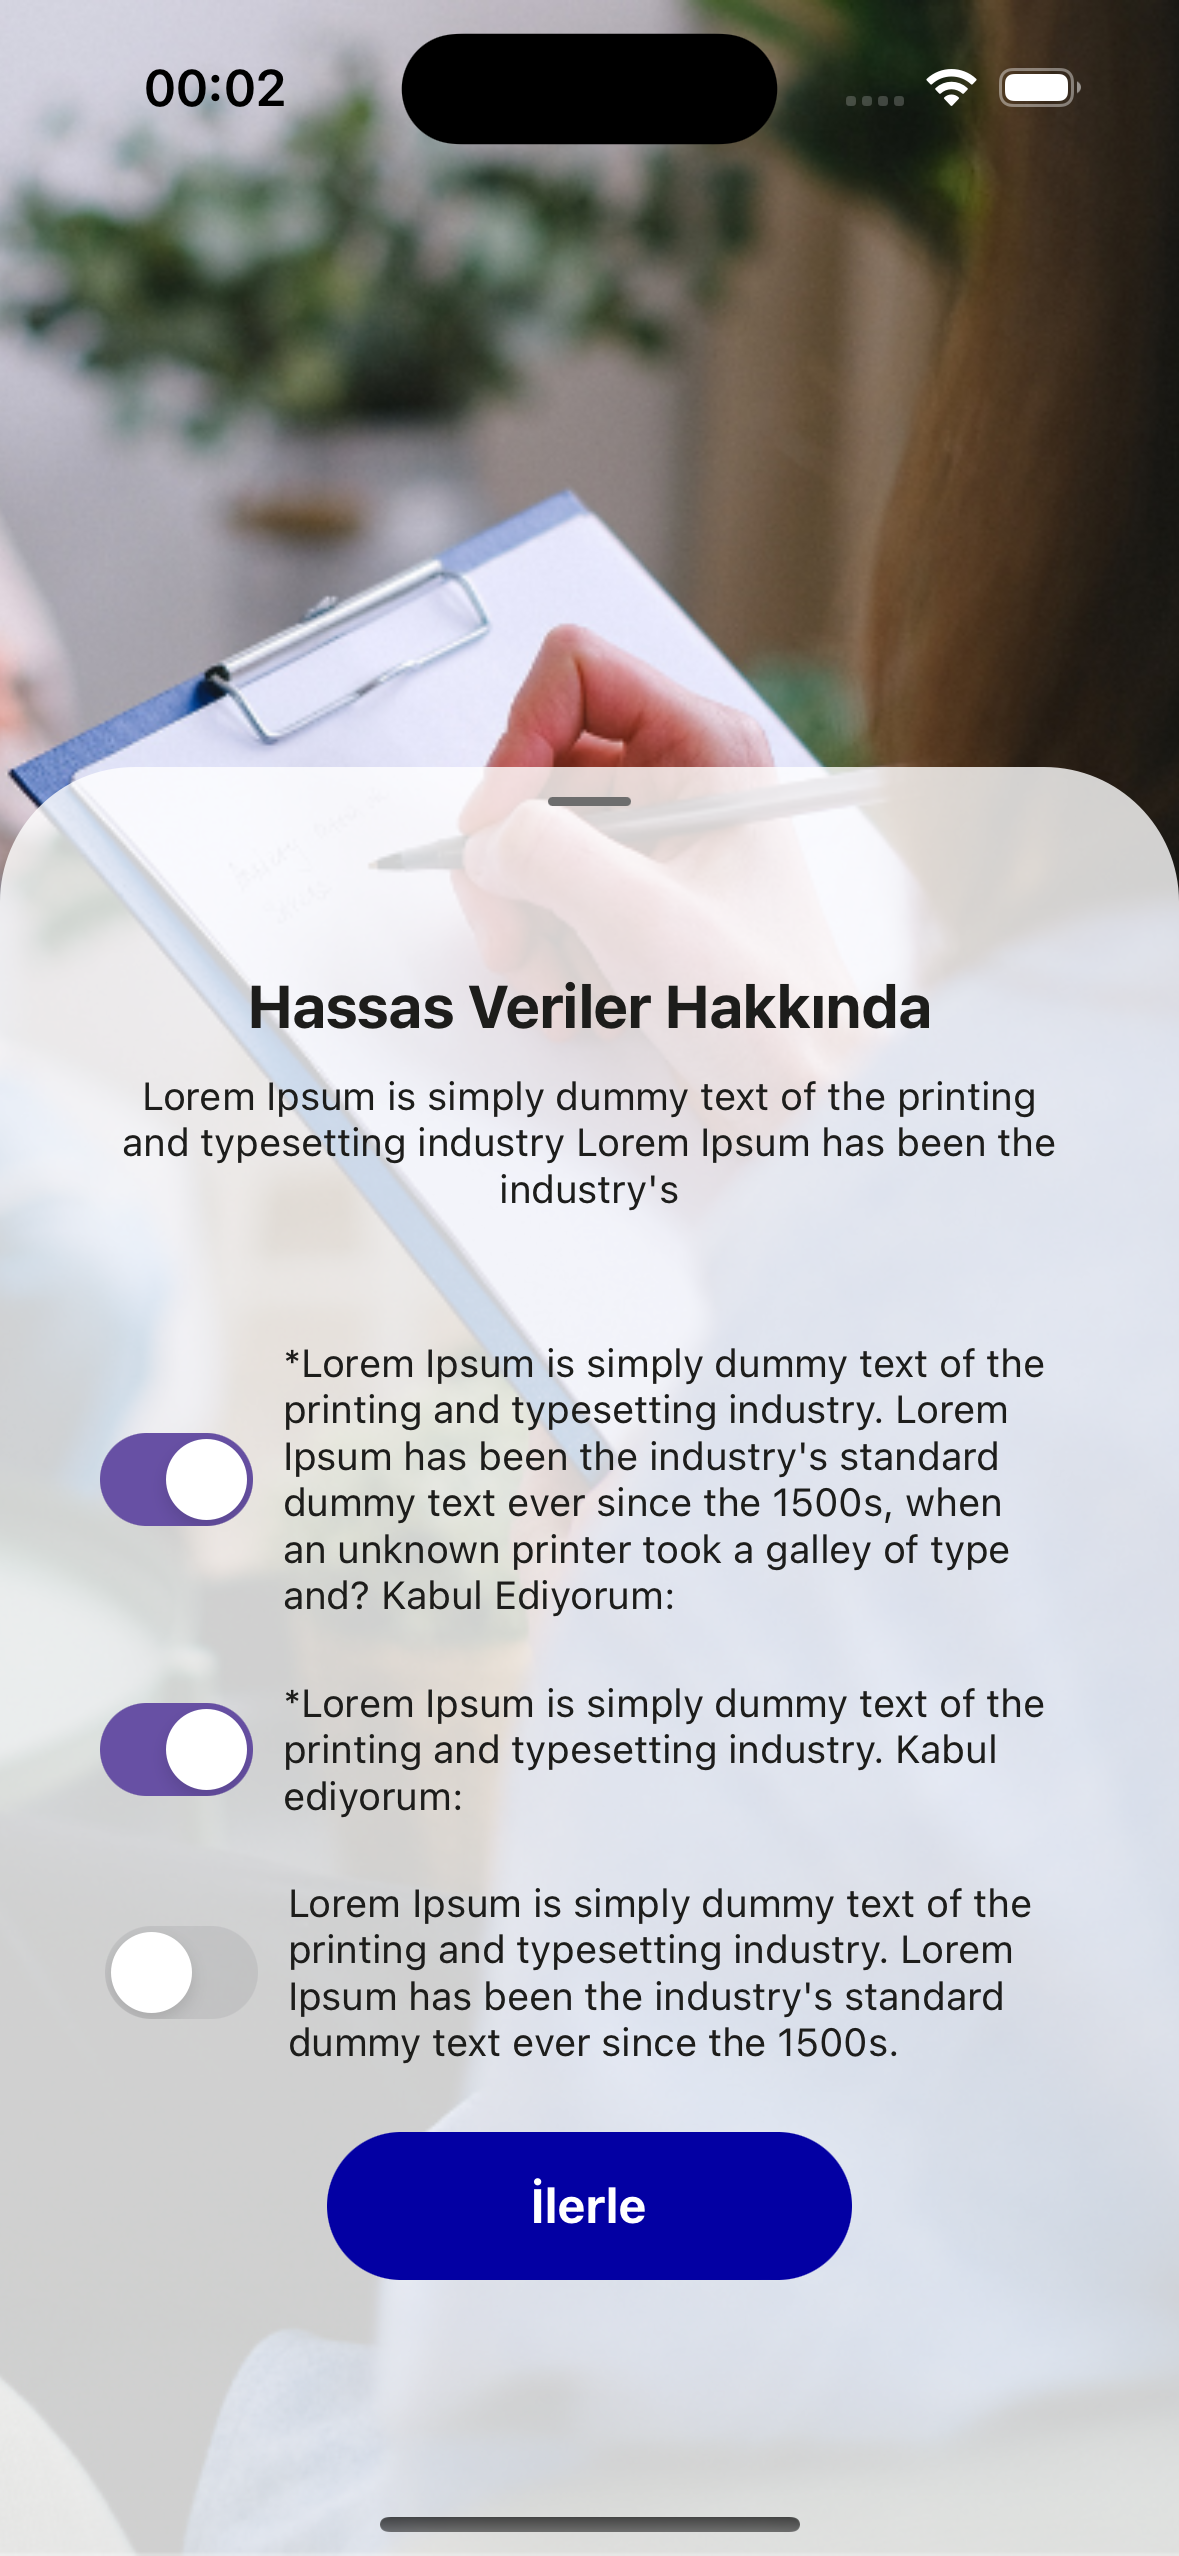 00:02
Hassas Veriler Hakkında
Lorem Ipsum is simply dummy text of the printing
and typesetting industry Lorem Ipsum has been the
industry's
*Lorem Ipsum is simply dummy text of the
printing and typesetting industry. Lorem
Ipsum has been the industry's standard
dummy text ever since the 1500s, when
an unknown printer took a galley of type
and? Kabul Ediyorum:
*Lorem Ipsum is simply dummy text of the
printing and typesetting industry. Kabul
ediyorum:
Lorem Ipsum is simply dummy text of the
printing and typesetting industry. Lorem
Ipsum has been the industry's standard
dummy text ever since the 1500s.
İlerle